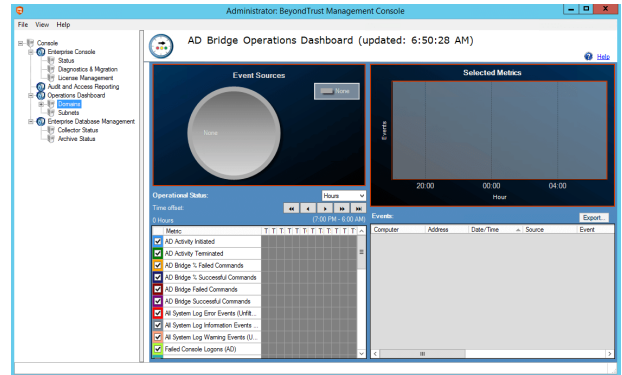 Administrator: BeyondTrust Management Console
File View Help
Console
Enterprise Console
Status
Diagnostics & Migration
License Management
Audit and Access Reporting
Operations Dashboard
Domains
Subnets
Enterprise Database Management
Collector Status
Archive Status
AD Bridge Operations Dashboard (updated: 6:50:28 AM)
Help
Event Sources
None
None
Selected Metrics
Events
20:00 00:00 04:00
Hour
Operational Status: Hours
Time offset:
0 Hours (7:00 PM - 6:00 AM)
Metric T T T T T T T T T T T
AD Activity Initiated
AD Activity Terminated
AD Bridge % Failed Commands
AD Bridge % Successful Commands
AD Bridge Failed Commands
AD Bridge Successful Commands
All System Log Error Events (Unfilt...
All System Log Information Events ...
All System Log Warning Events (U...
Failed Console Logons (AD)
Events: Export...
Computer Address Date/Time Source Event